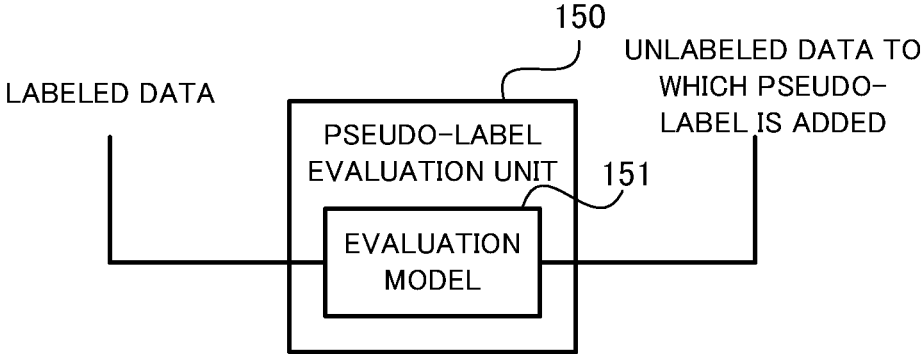 150
UNLABELED DATA TO
WHICH PSEUDO-
LABEL IS ADDED
LABELED DATA
PSEUDO-LABEL
EVALUATION UNIT
151
EVALUATION
MODEL